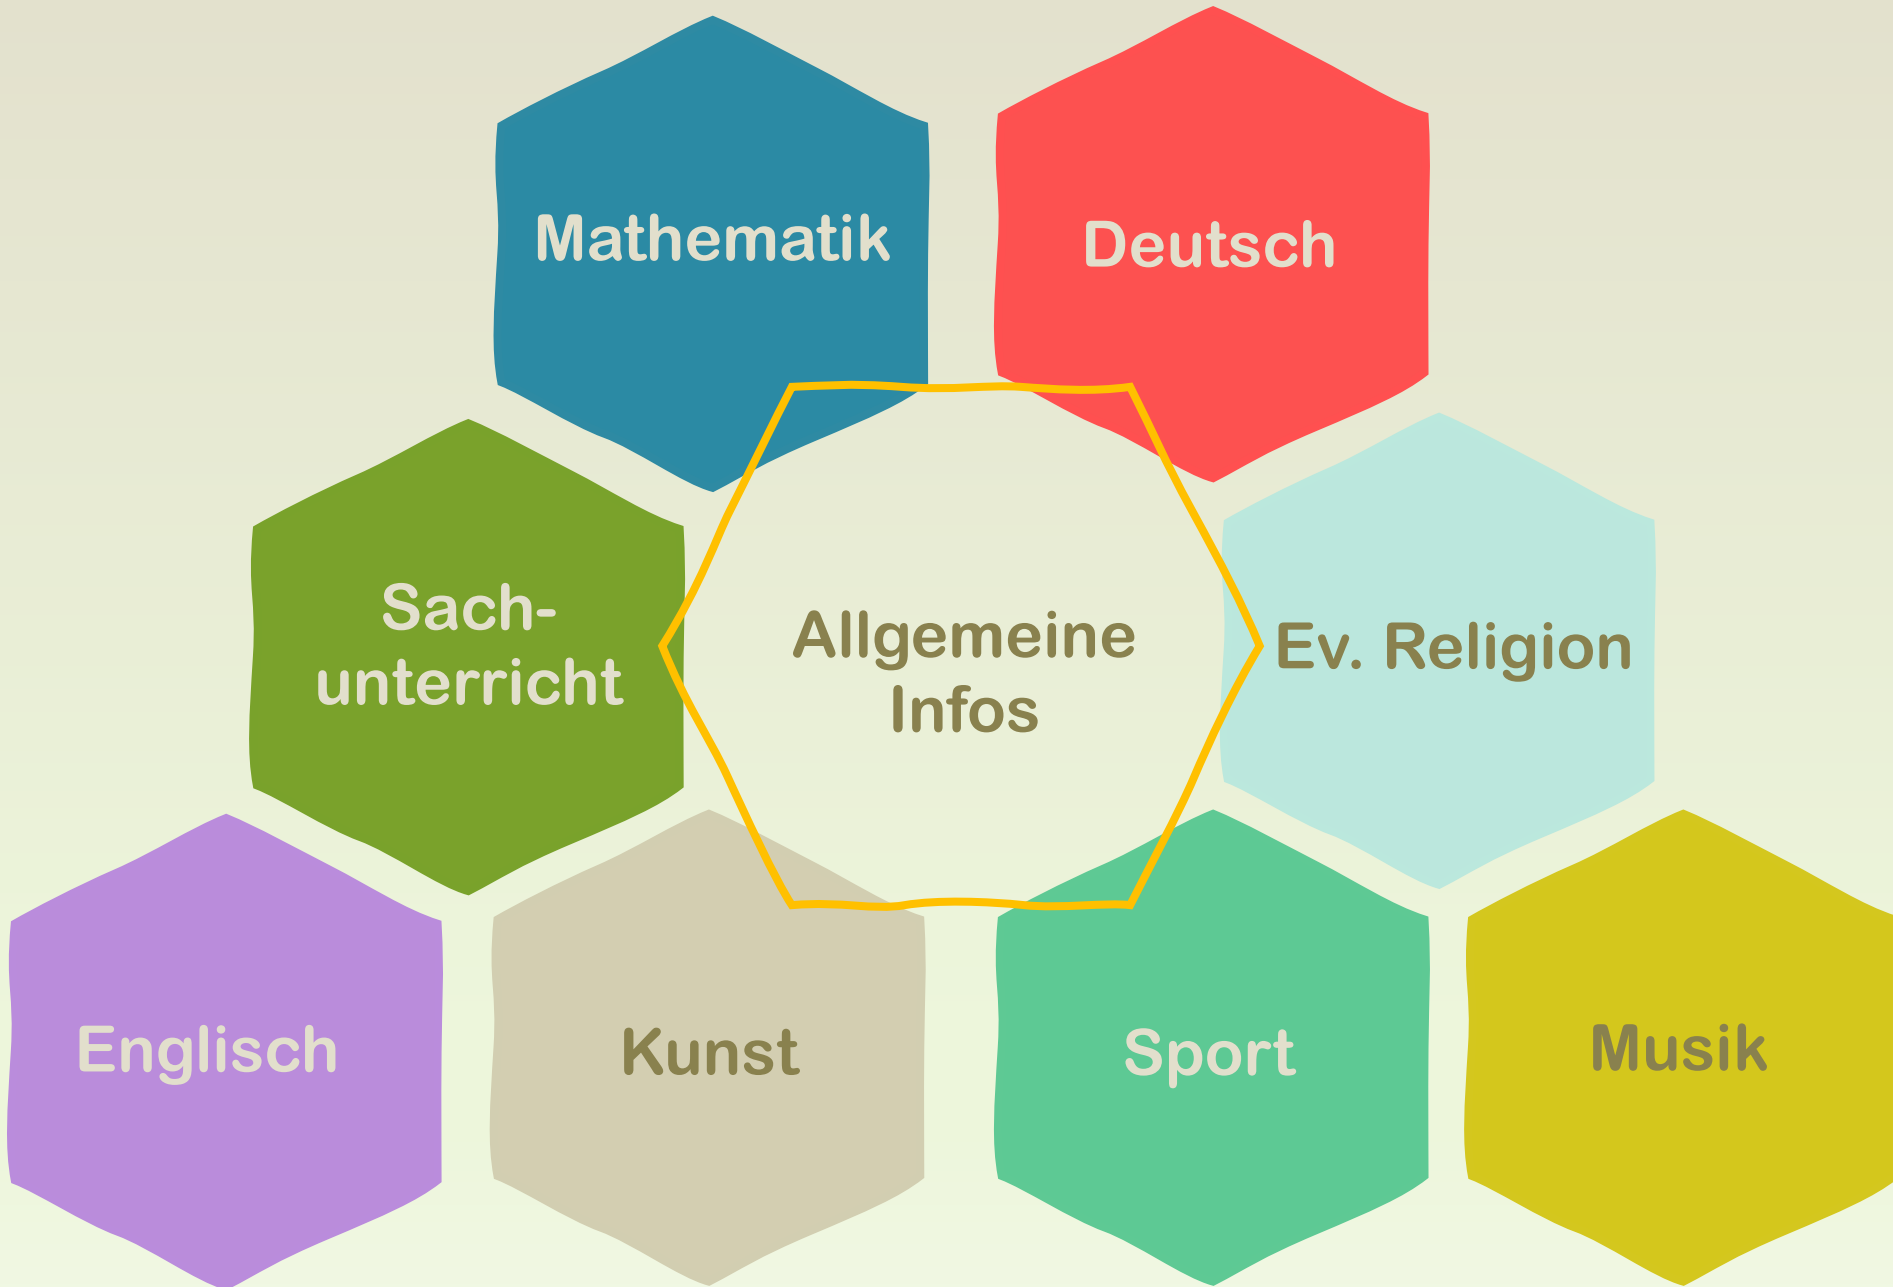 Mathematik
Deutsch
Sach-
unterricht
Allgemeine
Infos
Ev. Religion
Englisch
Kunst
Sport
Musik